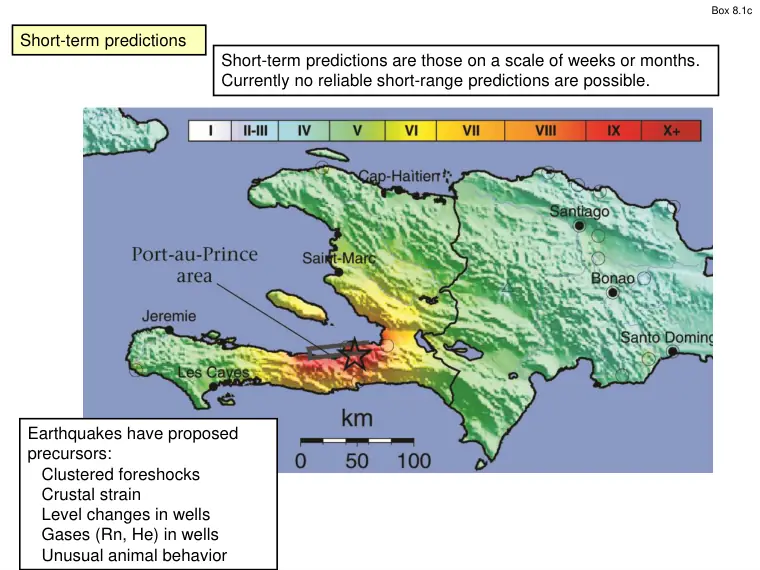 Box 8.1c
Short-term predictions
Short-term predictions are those on a scale of weeks or months.
Currently no reliable short-range predictions are possible.
I II-III IV V VI VII VIII IX X+
Cap-Haïtien
Santiago
Port-au-Prince
area
Saint-Marc
Bonao
Jeremie
Santo Doming
Les Cayes
km
0 50 100
Earthquakes have proposed
precursors:
Clustered foreshocks
Crustal strain
Level changes in wells
Gases (Rn, He) in wells
Unusual animal behavior